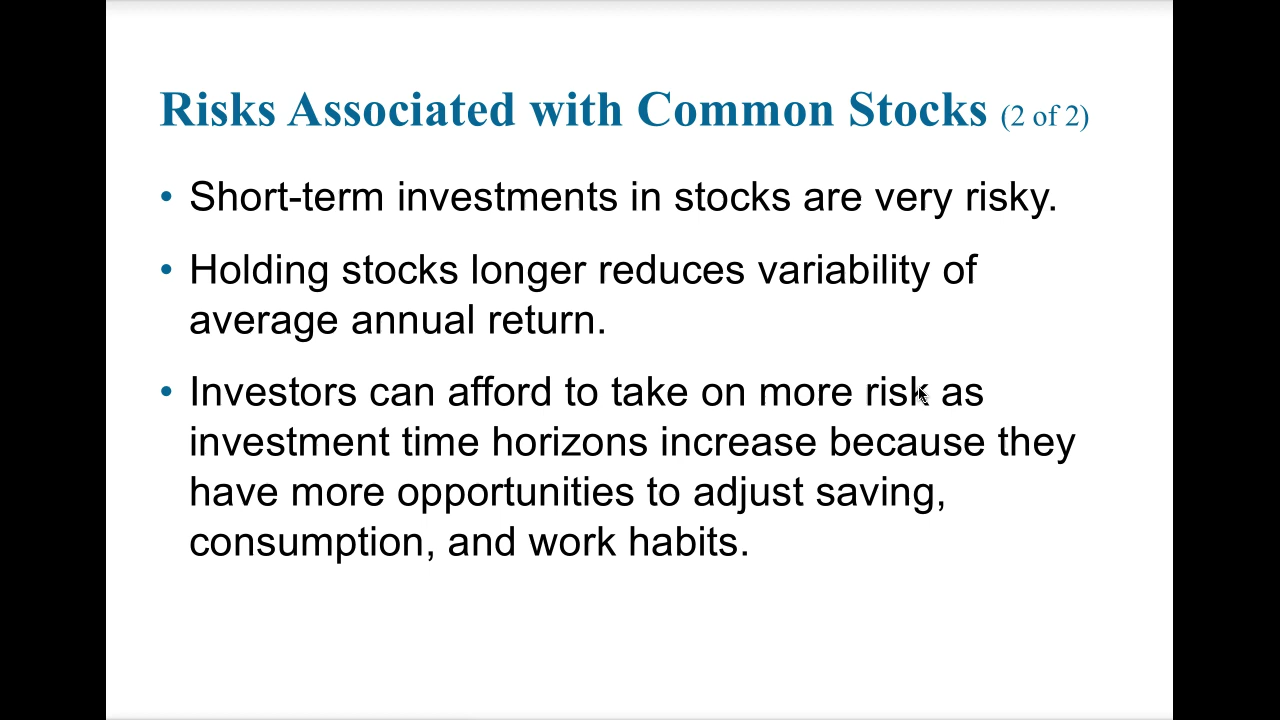 Risks Associated with Common Stocks (2 of 2)
• Short-term investments in stocks are very risky.
• Holding stocks longer reduces variability of
average annual return.
• Investors can afford to take on more risk as
investment time horizons increase because they
have more opportunities to adjust saving,
consumption, and work habits.